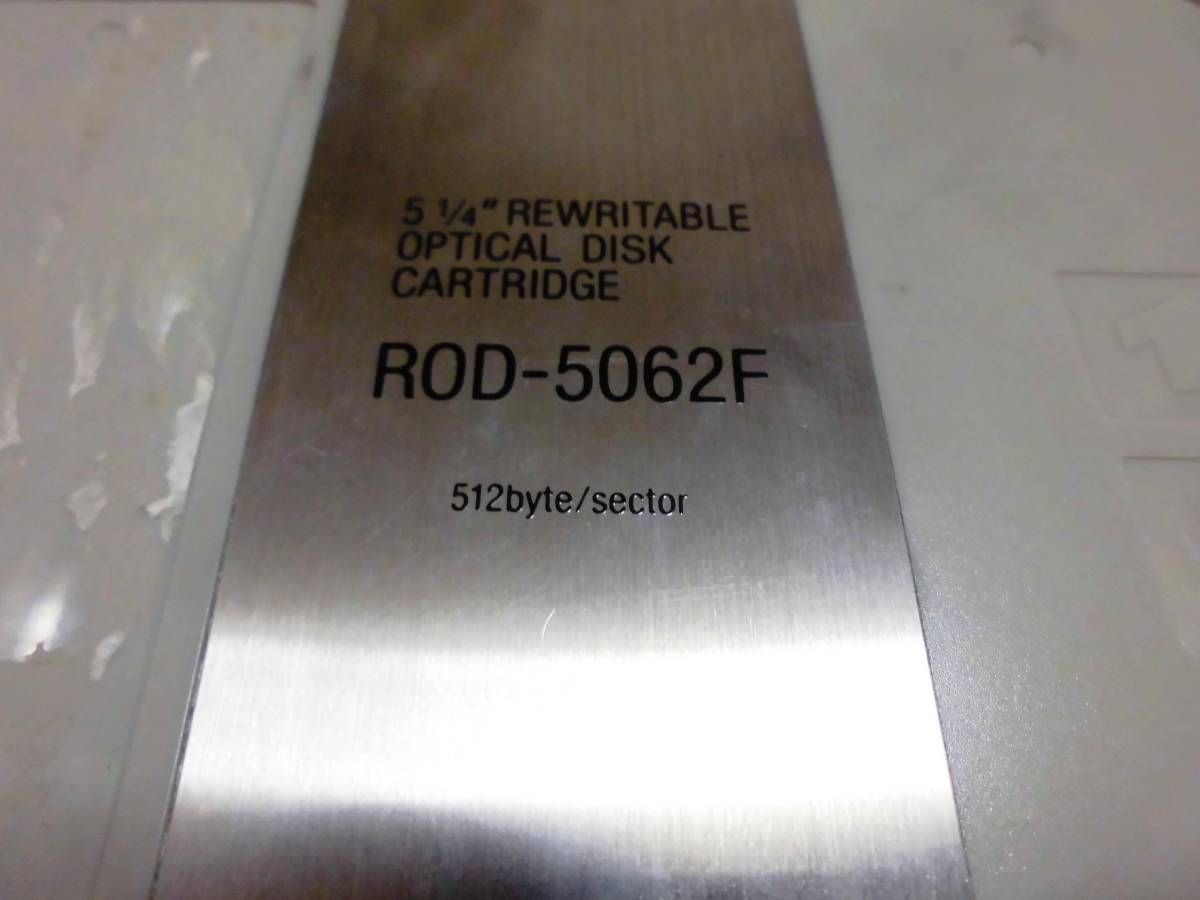 5 1/4" REWRITABLE
OPTICAL DISK
CARTRIDGE
ROD-5062F
512byte/sector